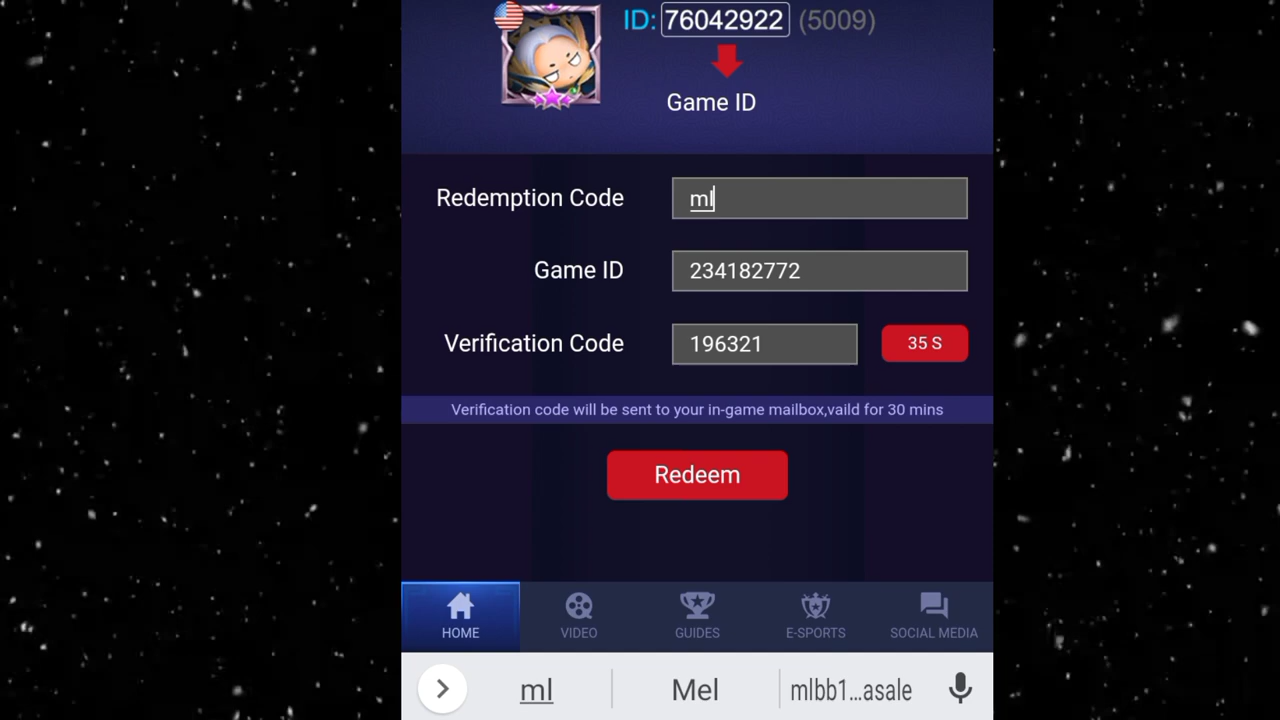 ID: 76042922 (5009)
Game ID
Redemption Code ml
Game ID 234182772
Verification Code 196321 35 S
Verification code will be sent to your in-game mailbox,vaild for 30 mins
Redeem
HOME VIDEO GUIDES E-SPORTS SOCIAL MEDIA
ml Mel mlbb1...asale